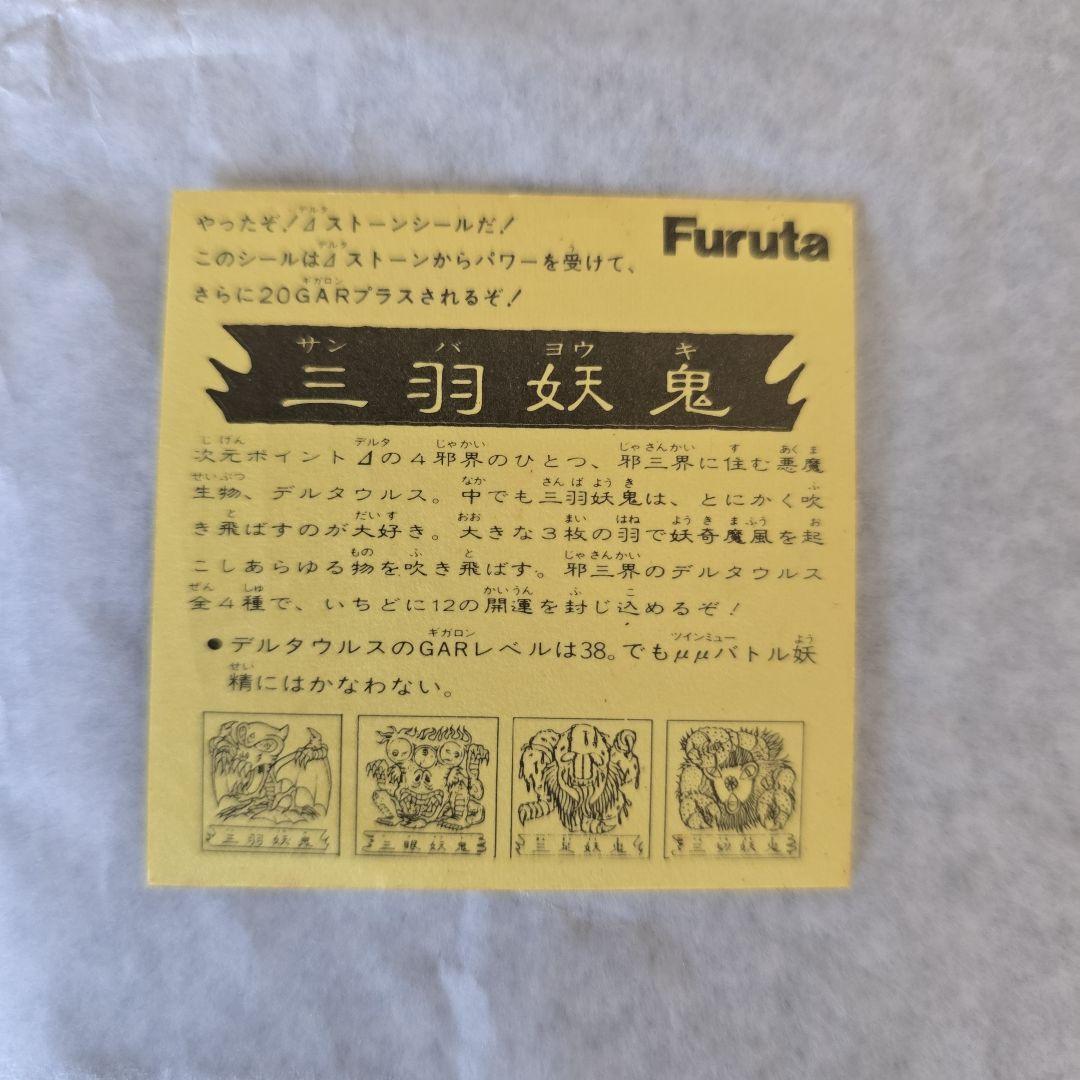 やったぞ！⊿ストーンシールだ！
Furuta
このシールは⊿ストーンからパワーを受けて、
さらに20GARプラスされるぞ！
サンバヨウキ
三羽妖鬼
次元ポイント⊿の4邪界のひとつ、邪三界に住む悪魔
生物、デルタウルス。中でも三羽妖鬼は、とにかく吹
き飛ばすのが大好き。大きな3枚の羽で妖奇魔風を起
こしあらゆる物を吹き飛ばす。邪三界のデルタウルス
全4種で、いちどに12の開運を封じ込めるぞ！
●デルタウルスのGARレベルは38。でもμμバトル妖
精にはかなわない。
三羽妖鬼 三眼妖鬼